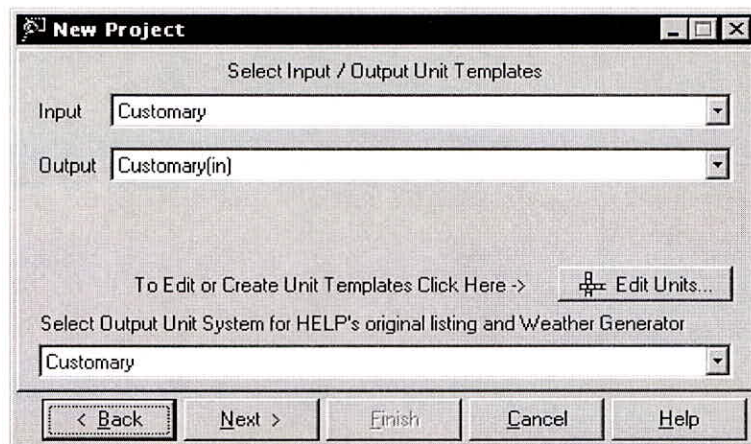 New Project
Select Input / Output Unit Templates
Input Customary
Output Customary(in)
To Edit or Create Unit Templates Click Here -> Edit Units...
Select Output Unit System for HELP's original listing and Weather Generator
Customary
< Back Next > Finish Cancel Help